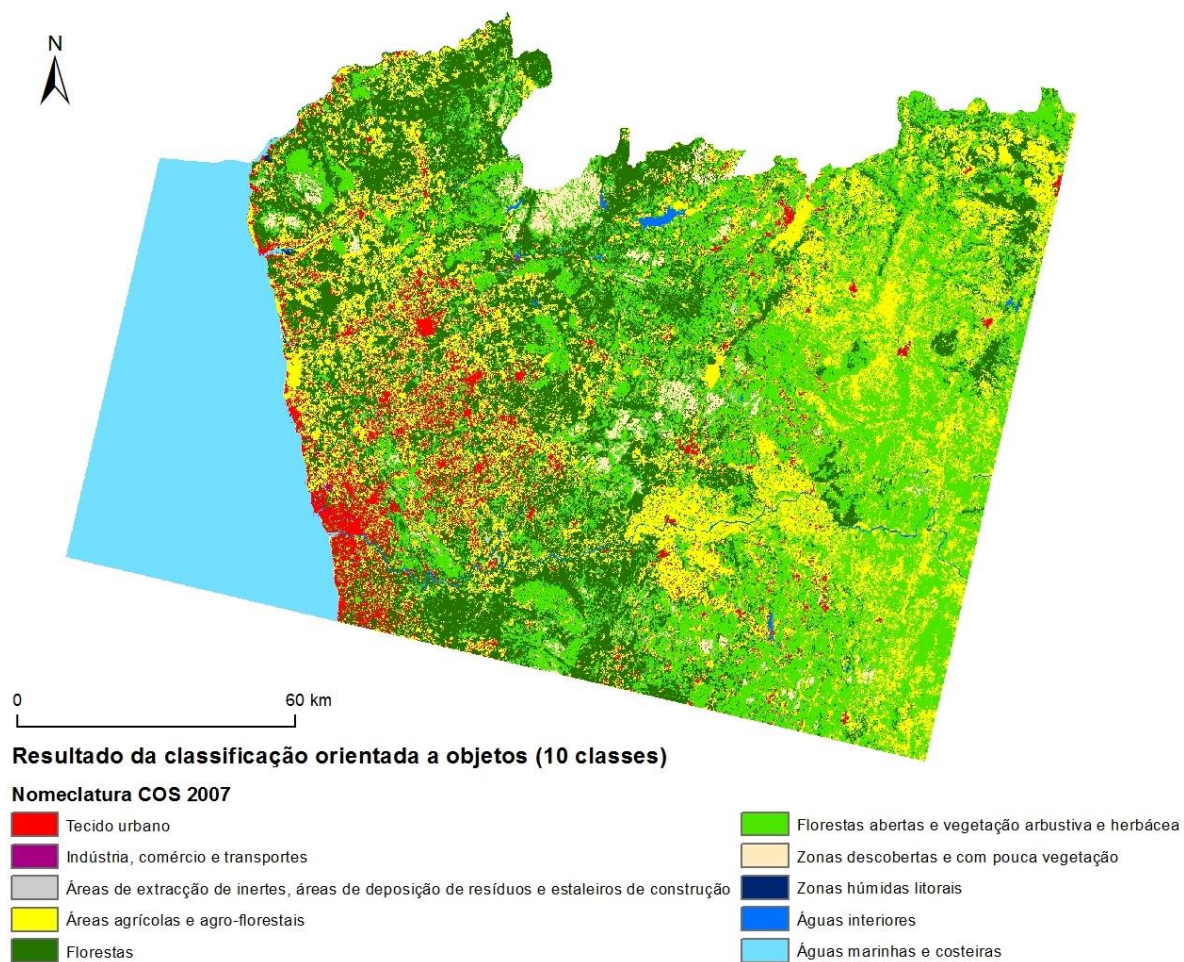 N
0 60 km
Resultado da classificação orientada a objetos (10 classes)
Nomeclatura COS 2007
Tecido urbano
Indústria, comércio e transportes
Áreas de extracção de inertes, áreas de deposição de resíduos e estaleiros de construção
Áreas agrícolas e agro-florestais
Florestas
Florestas abertas e vegetação arbustiva e herbácea
Zonas descobertas e com pouca vegetação
Zonas húmidas litorais
Águas interiores
Águas marinhas e costeiras